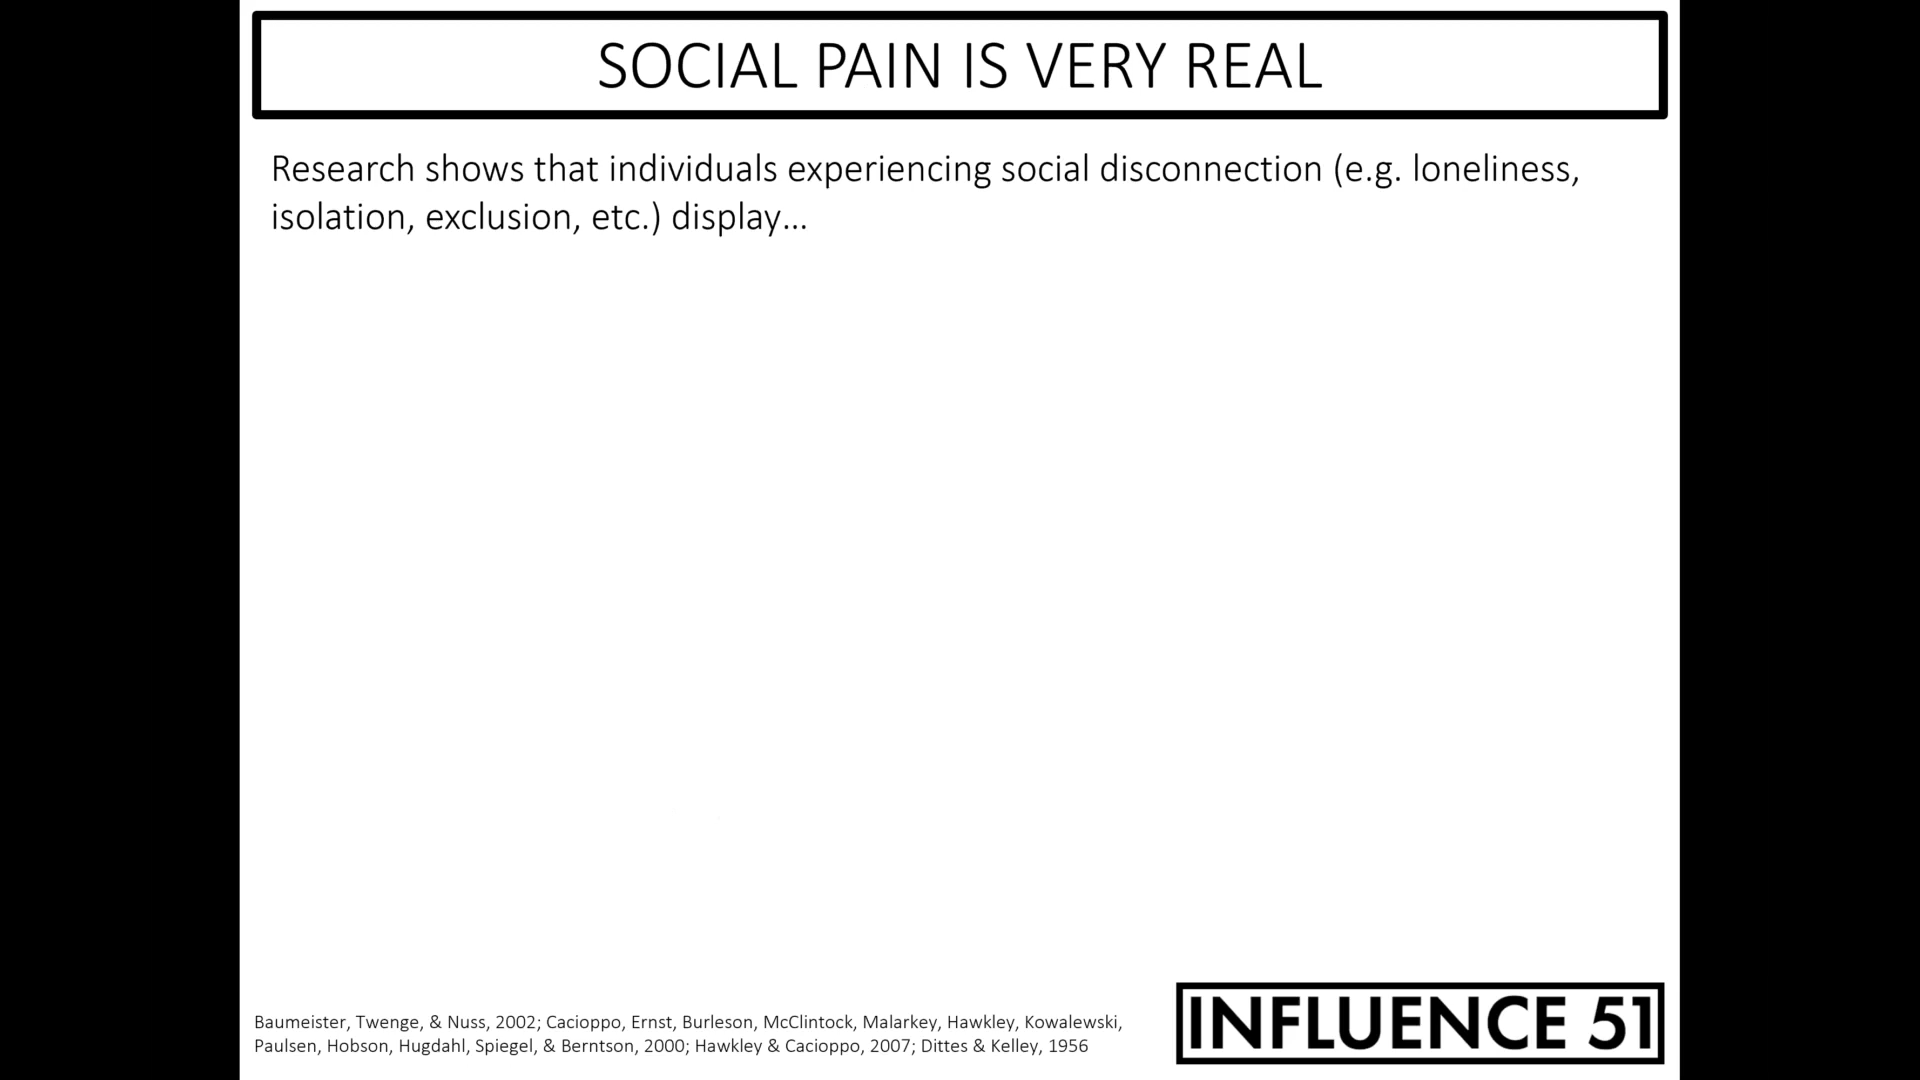 SOCIAL PAIN IS VERY REAL
Research shows that individuals experiencing social disconnection (e.g. loneliness,
isolation, exclusion, etc.) display...
Baumeister, Twenge, & Nuss, 2002; Cacioppo, Ernst, Burleson, McClintock, Malarkey, Hawkley, Kowalewski,
Paulsen, Hobson, Hugdahl, Spiegel, & Berntson, 2000; Hawkley & Cacioppo, 2007; Dittes & Kelley, 1956
INFLUENCE 51